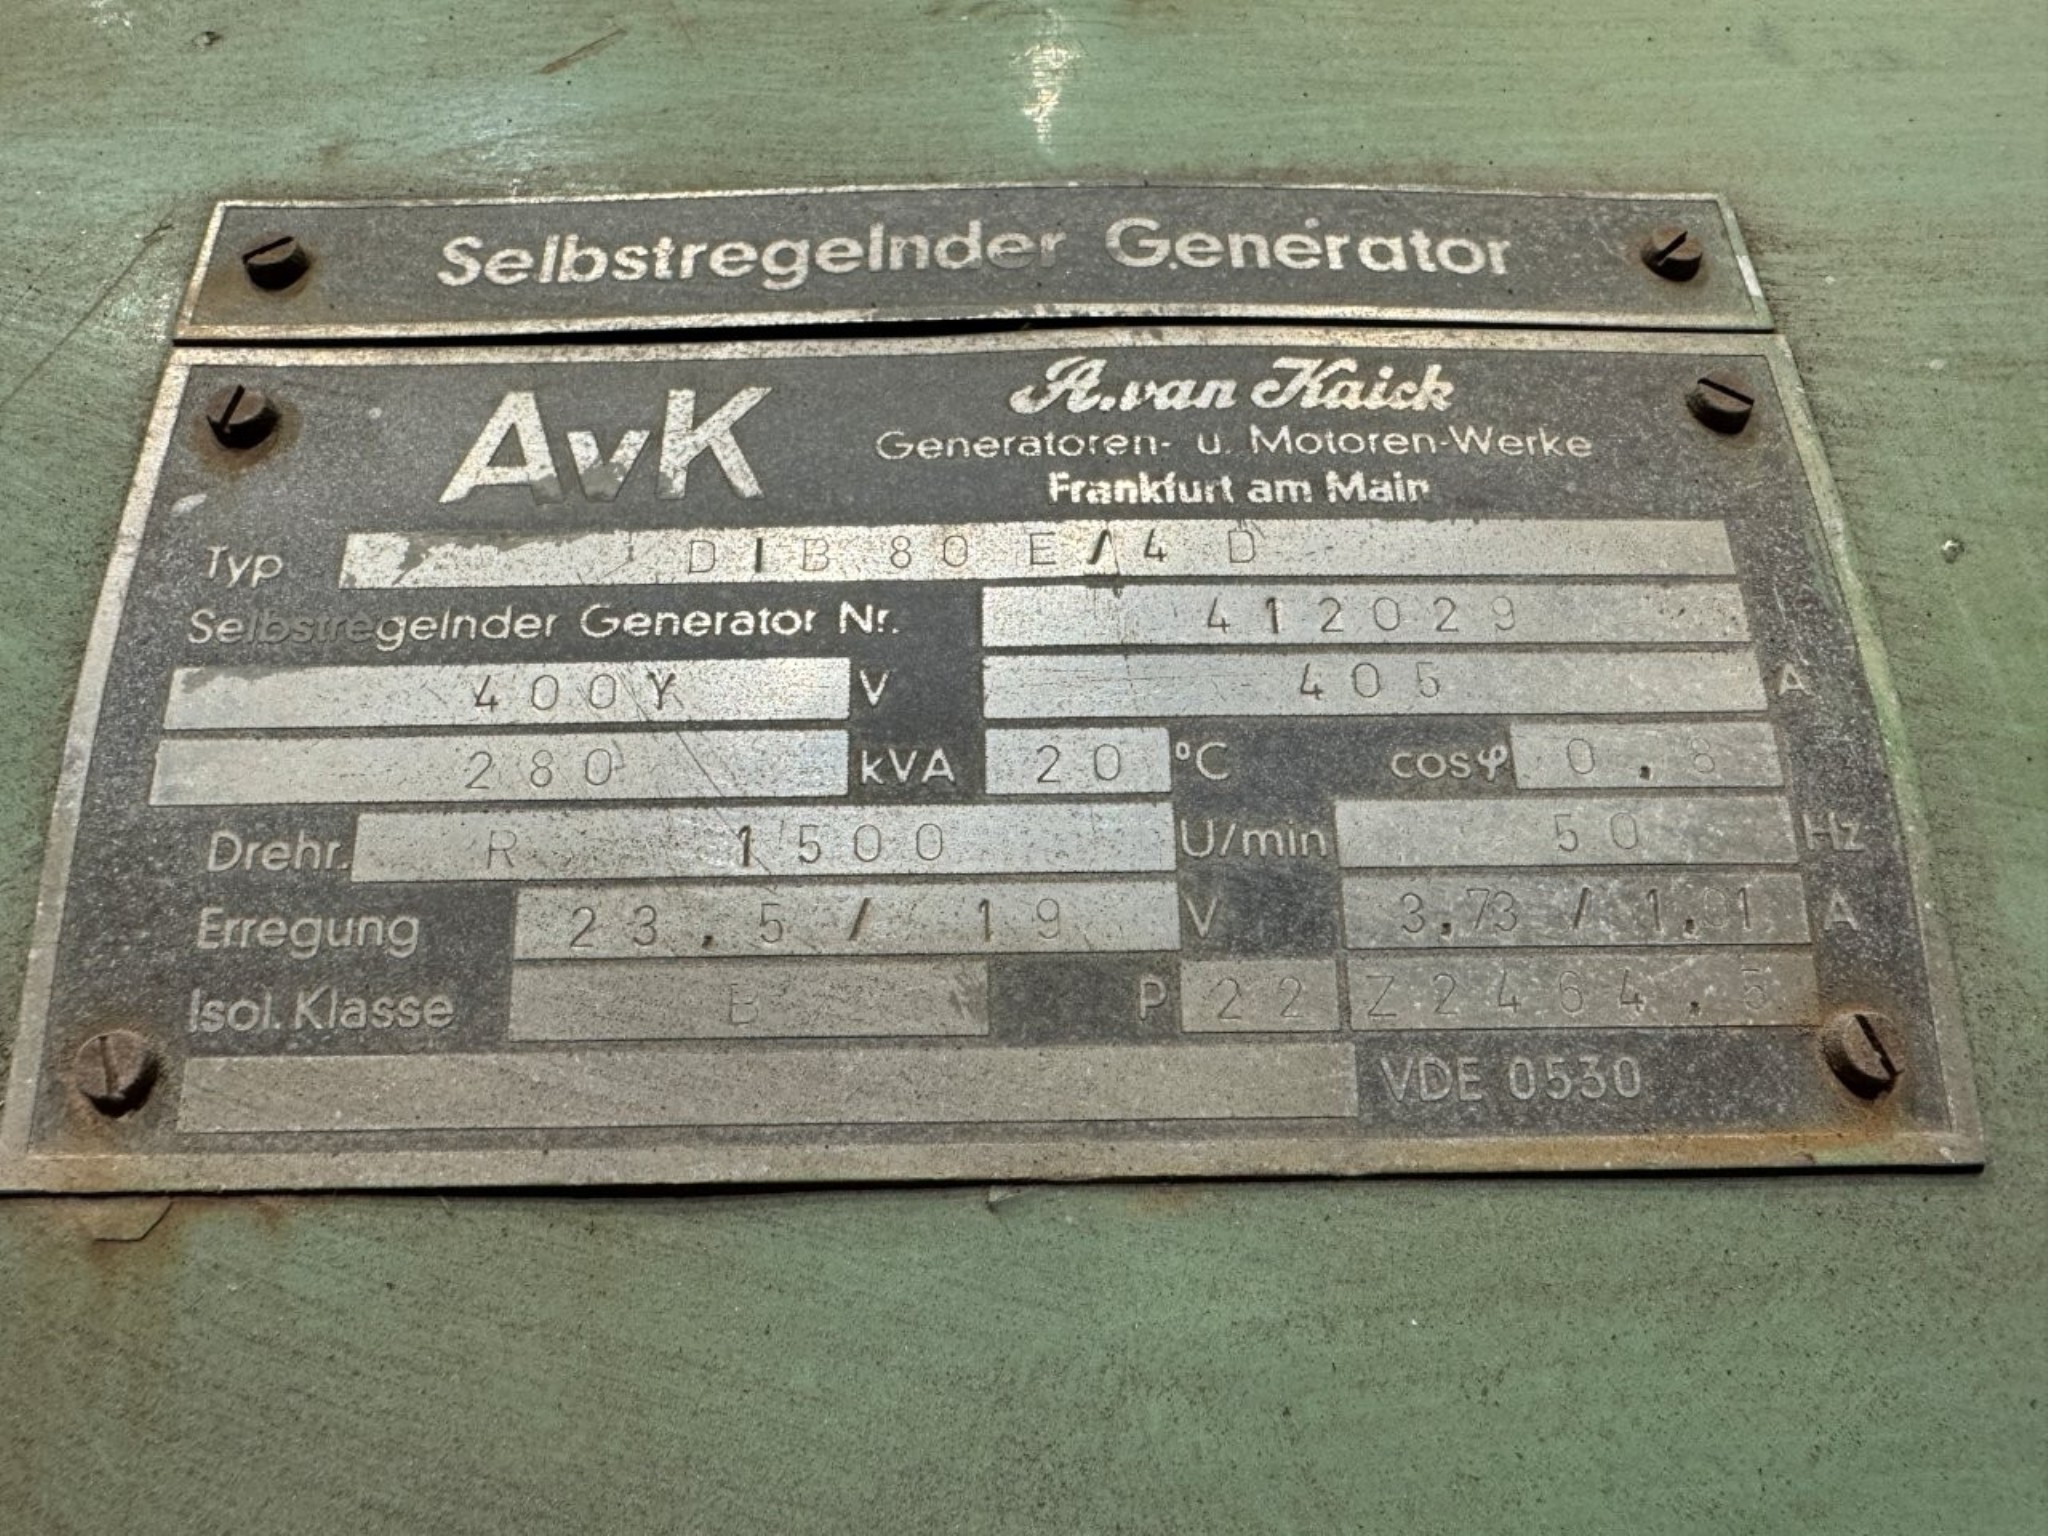 Selbstregelnder Generator
AvK
A. van Kaick
Generatoren- u. Motoren-Werke
Frankfurt am Main
Typ DIB 80 E/4 D
Selbstregelnder Generator Nr. 412029
400Y V 405 A
280 kVA 20 °C cosφ 0,8
Drehr. R 1500 U/min 50 Hz
Erregung 23,5 / 19 V 3,73 / 1,01 A
Isol. Klasse B P 22 Z2464.5
VDE 0530